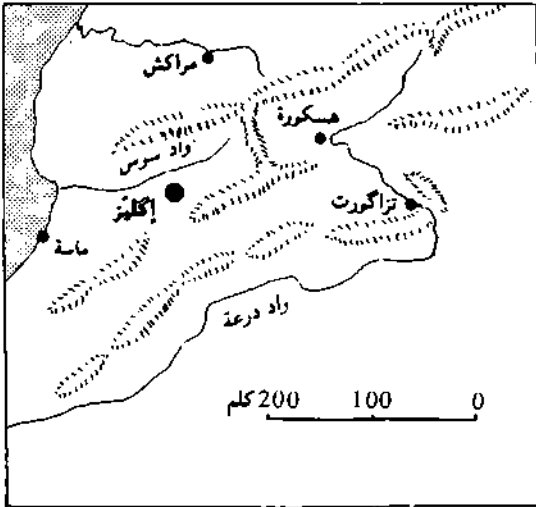 مراكش
هسكورة
واد سوس
إگليز
تزاگورت
ماسة
واد درعة
كلم 200 100 0